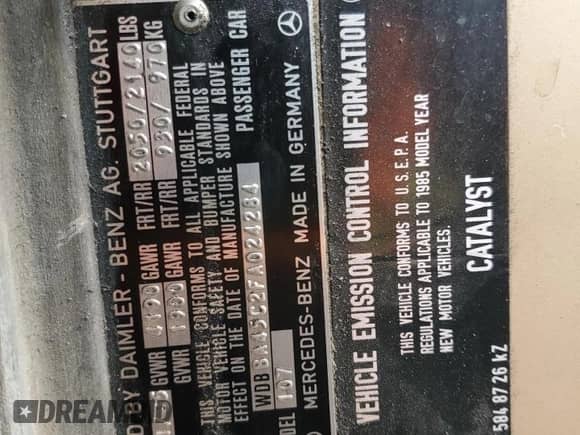 D BY DAIMLER-BENZ AG. STUTTGART
GVWR 4190 GAWR FRT/RR 2050/2140 LBS
GVWR 1900 GAWR FRT/RR 930/ 970 KG
THIS VEHICLE CONFORMS TO ALL APPLICABLE FEDERAL
MOTOR VEHICLE SAFETY AND BUMPER STANDARDS IN
EFFECT ON THE DATE OF MANUFACTURE SHOWN ABOVE
WDBBA45C2FA024284 PASSENGER CAR
DEL 107
MERCEDES-BENZ MADE IN GERMANY
VEHICLE EMISSION CONTROL INFORMATION
THIS VEHICLE CONFORMS TO U.S.E.P.A.
REGULATIONS APPLICABLE TO 1985 MODEL YEAR
NEW MOTOR VEHICLES.
CATALYST
584 87 26 kZ
DREAMBID